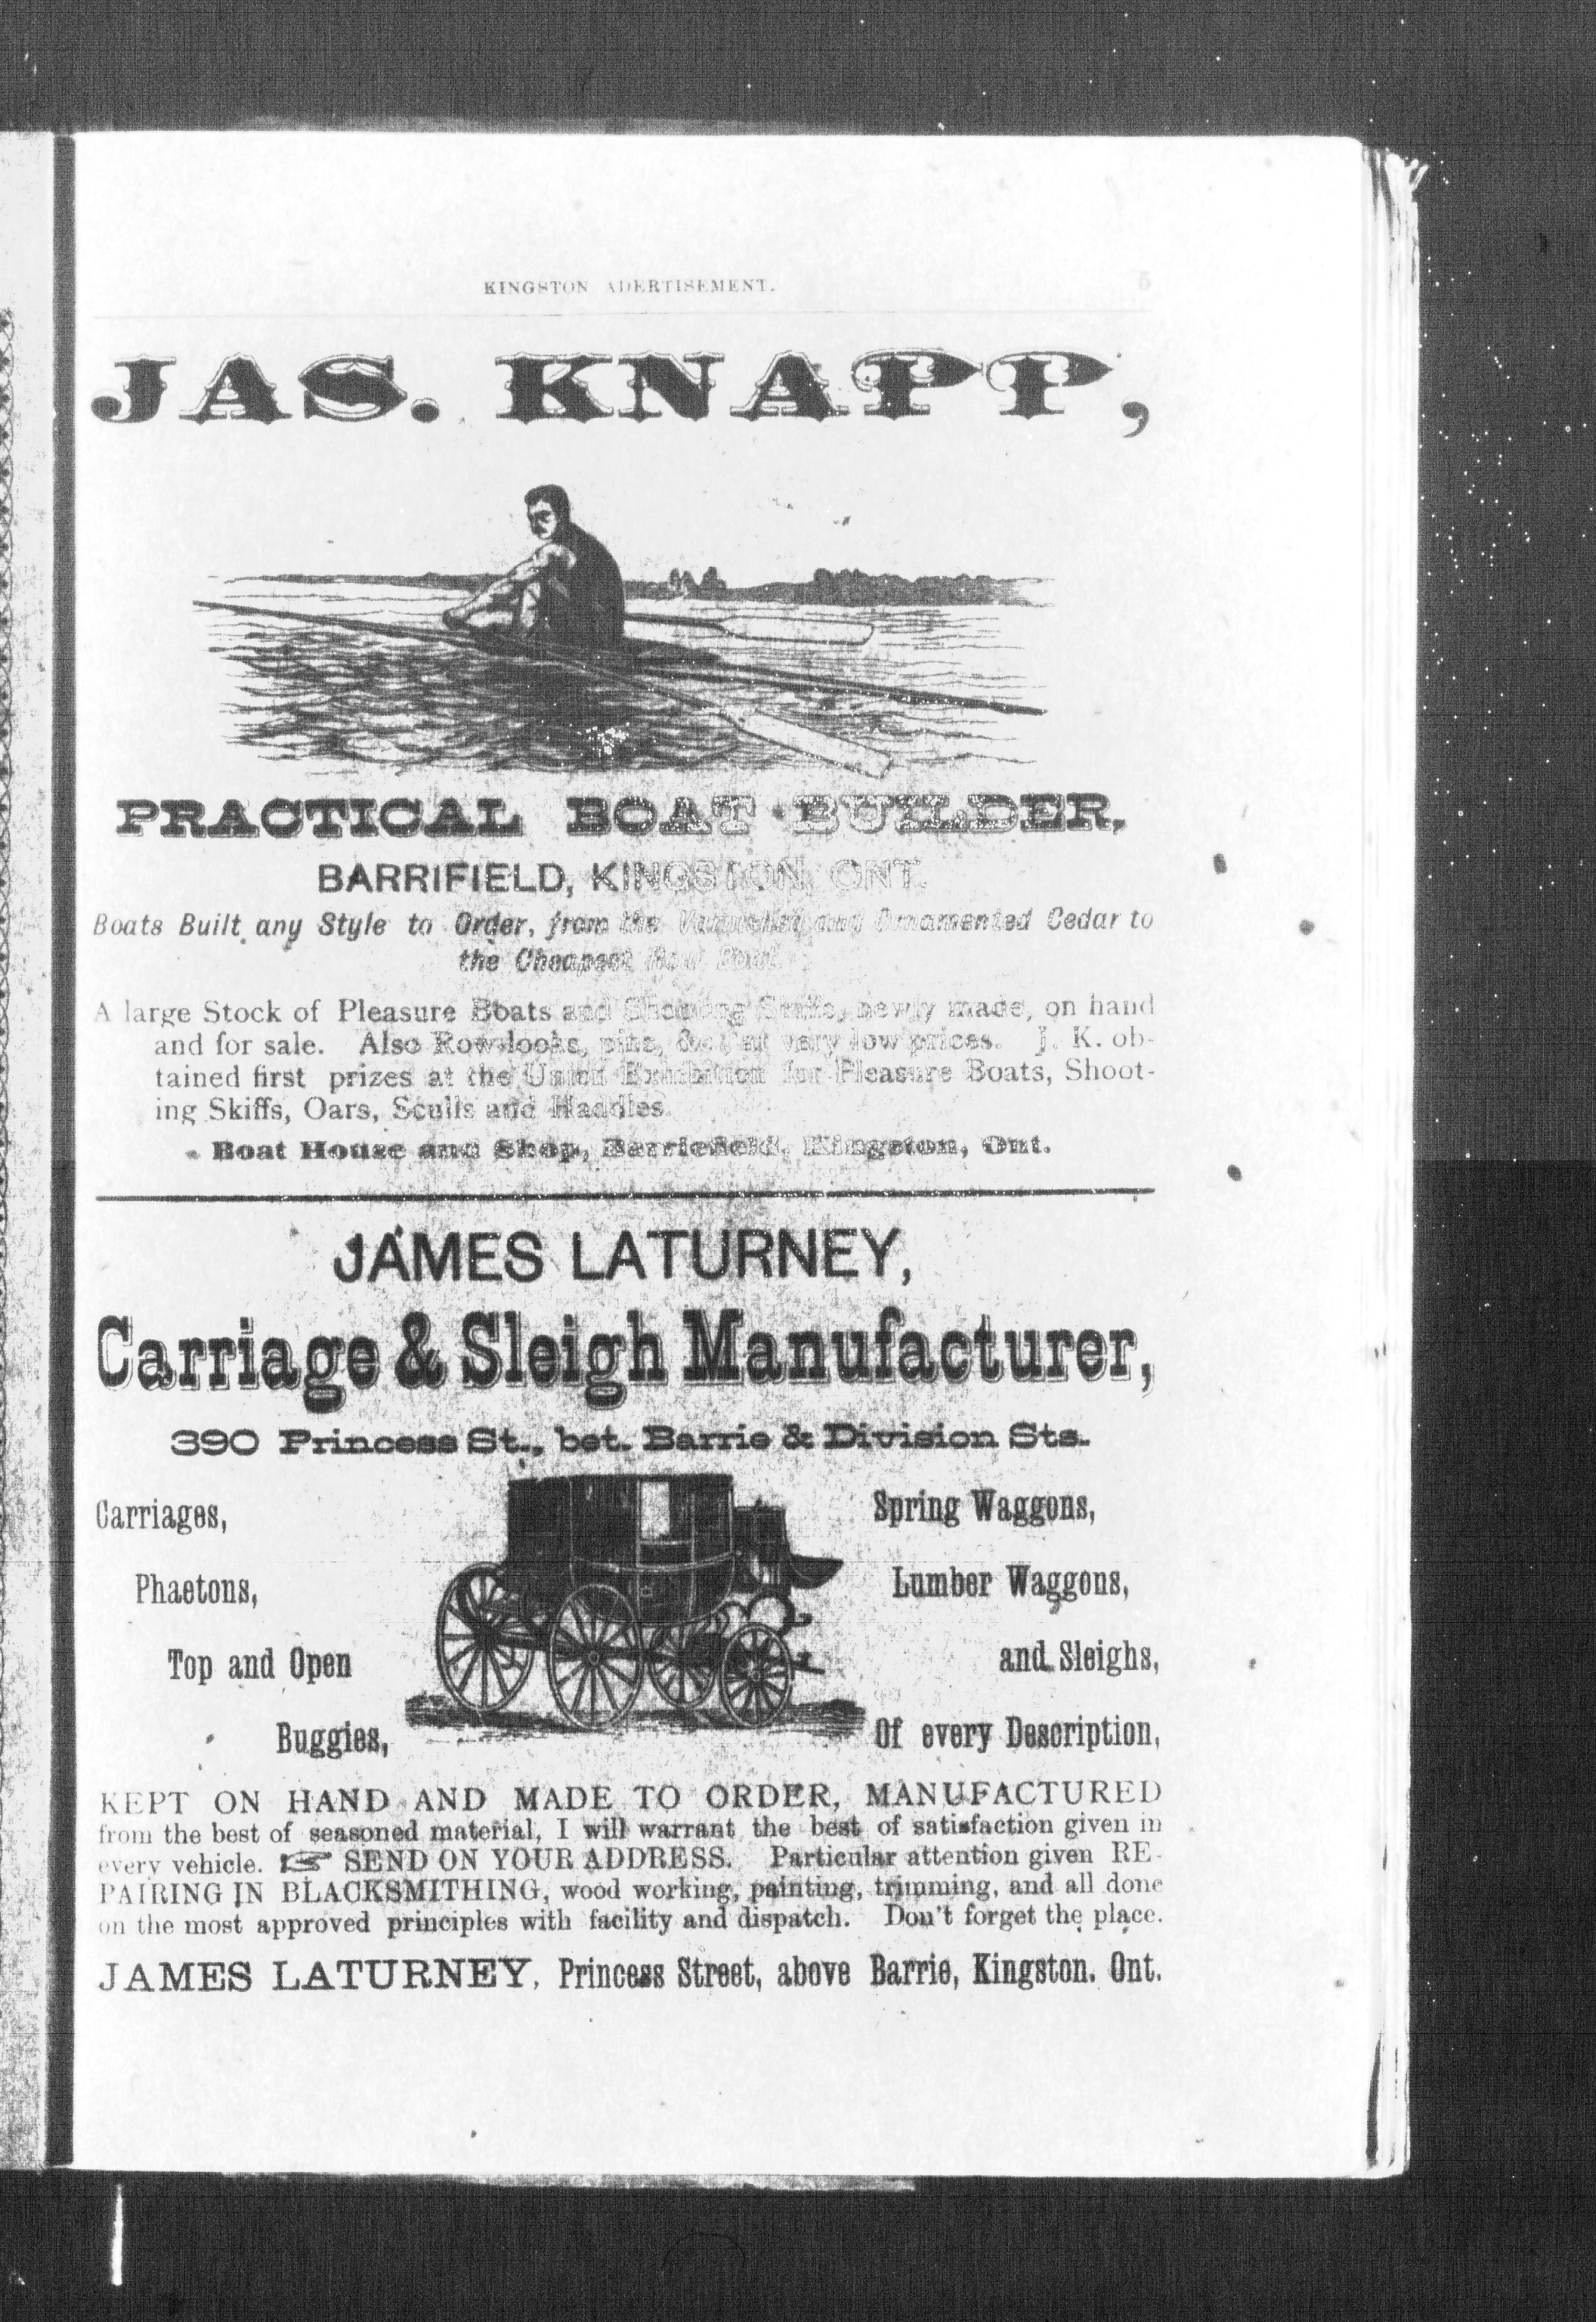 KINGSTON ADERTISEMENT. 5
JAS. KNAPP,
PRACTICAL BOAT BUILDER,
BARRIFIELD, KINGSTON, ONT.
Boats Built any Style to Order, from the Varnished and Ornamented Cedar to
the Cheapest Row Boat.
A large Stock of Pleasure Boats and Shooting Skiffs, newly made, on hand
and for sale. Also Rowlocks, pins, &c., at very low prices. J. K. ob-
tained first prizes at the Union Exhibition for Pleasure Boats, Shoot-
ing Skiffs, Oars, Sculls and Paddles.
Boat House and Shop, Barriefield, Kingston, Ont.
JAMES LATURNEY,
Carriage & Sleigh Manufacturer,
390 Princess St., bet. Barrie & Division Sts.
Carriages,
Phaetons,
Top and Open
Buggies,
Spring Waggons,
Lumber Waggons,
and Sleighs,
Of every Description,
KEPT ON HAND AND MADE TO ORDER, MANUFACTURED
from the best of seasoned material, I will warrant the best of satisfaction given in
every vehicle. ☞ SEND ON YOUR ADDRESS. Particular attention given RE-
PAIRING IN BLACKSMITHING, wood working, painting, trimming, and all done
on the most approved principles with facility and dispatch. Don't forget the place.
JAMES LATURNEY, Princess Street, above Barrie, Kingston. Ont.